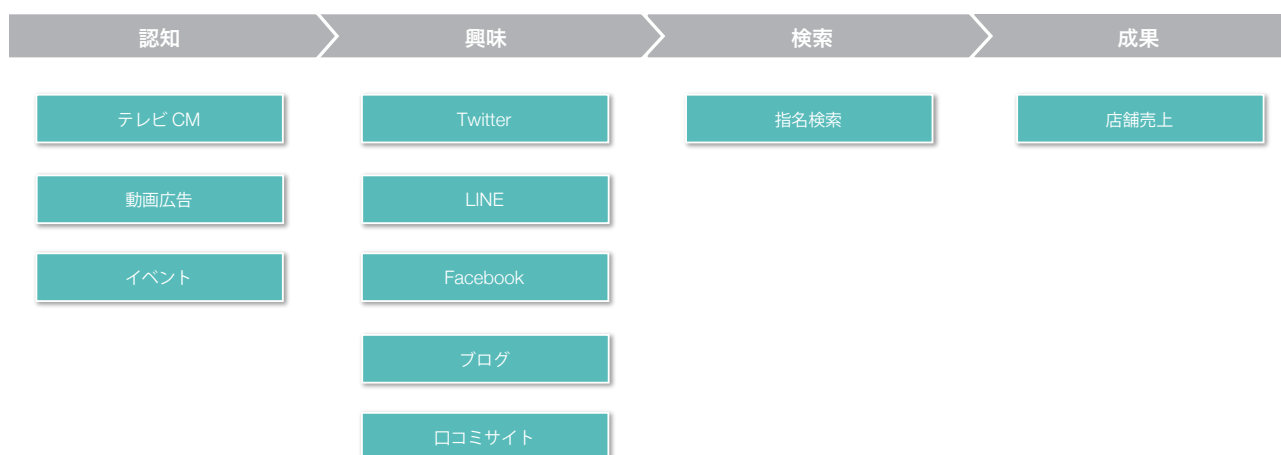 認知
興味
検索
成果
テレビ CM
Twitter
指名検索
店舗売上
動画広告
LINE
イベント
Facebook
ブログ
口コミサイト